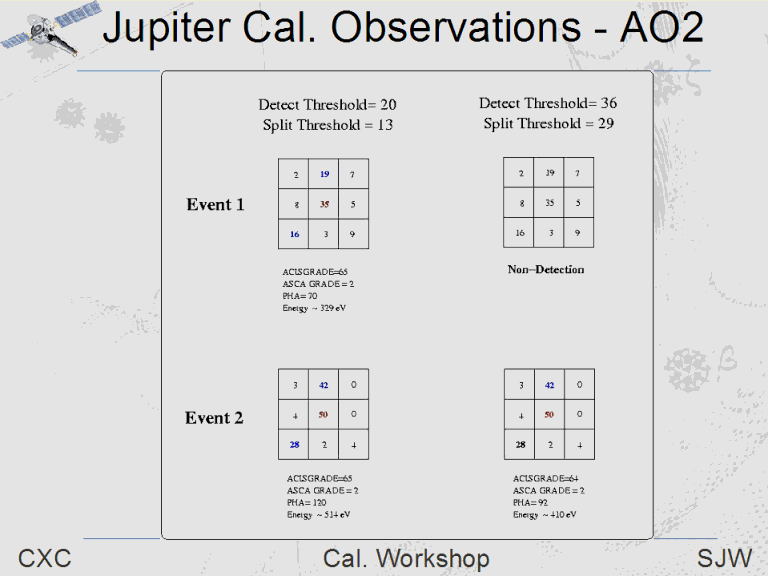 Jupiter Cal. Observations - AO2
Detect Threshold= 20
Split Threshold = 13
Detect Threshold= 36
Split Threshold = 29
Event 1
2 19 7
8 35 5
16 3 9
2 19 7
8 35 5
16 3 9
ACISGRADE=65
ASCA GRADE = 2
PHA= 70
Energy ~ 329 eV
Non-Detection
Event 2
3 42 0
4 50 0
28 2 4
3 42 0
4 50 0
28 2 4
ACISGRADE=65
ASCA GRADE = 2
PHA= 120
Energy ~ 514 eV
ACISGRADE=64
ASCA GRADE = 2
PHA= 92
Energy ~ 410 eV
CXC Cal. Workshop SJW